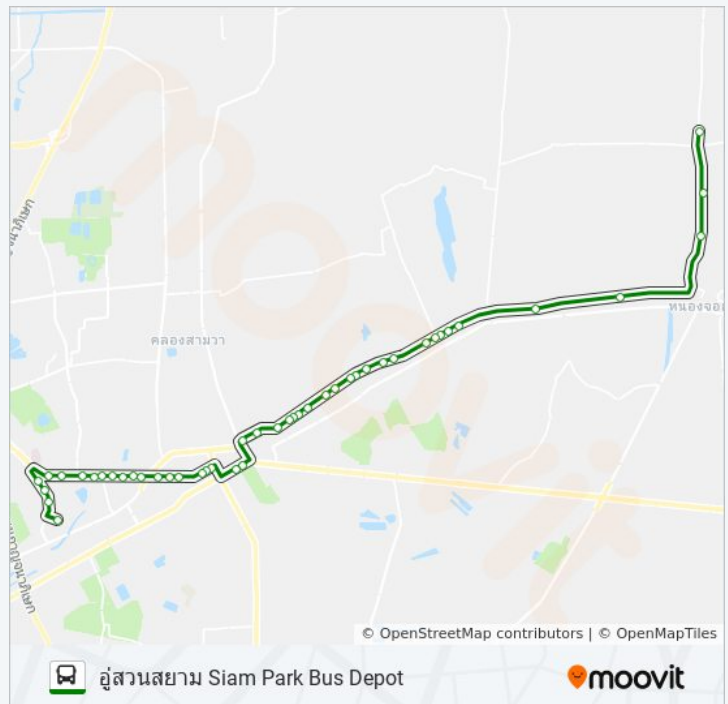 moovit
คลองสามวา
หนองจอก
© OpenStreetMap contributors | © OpenMapTiles
อู่สวนสยาม Siam Park Bus Depot
moovit